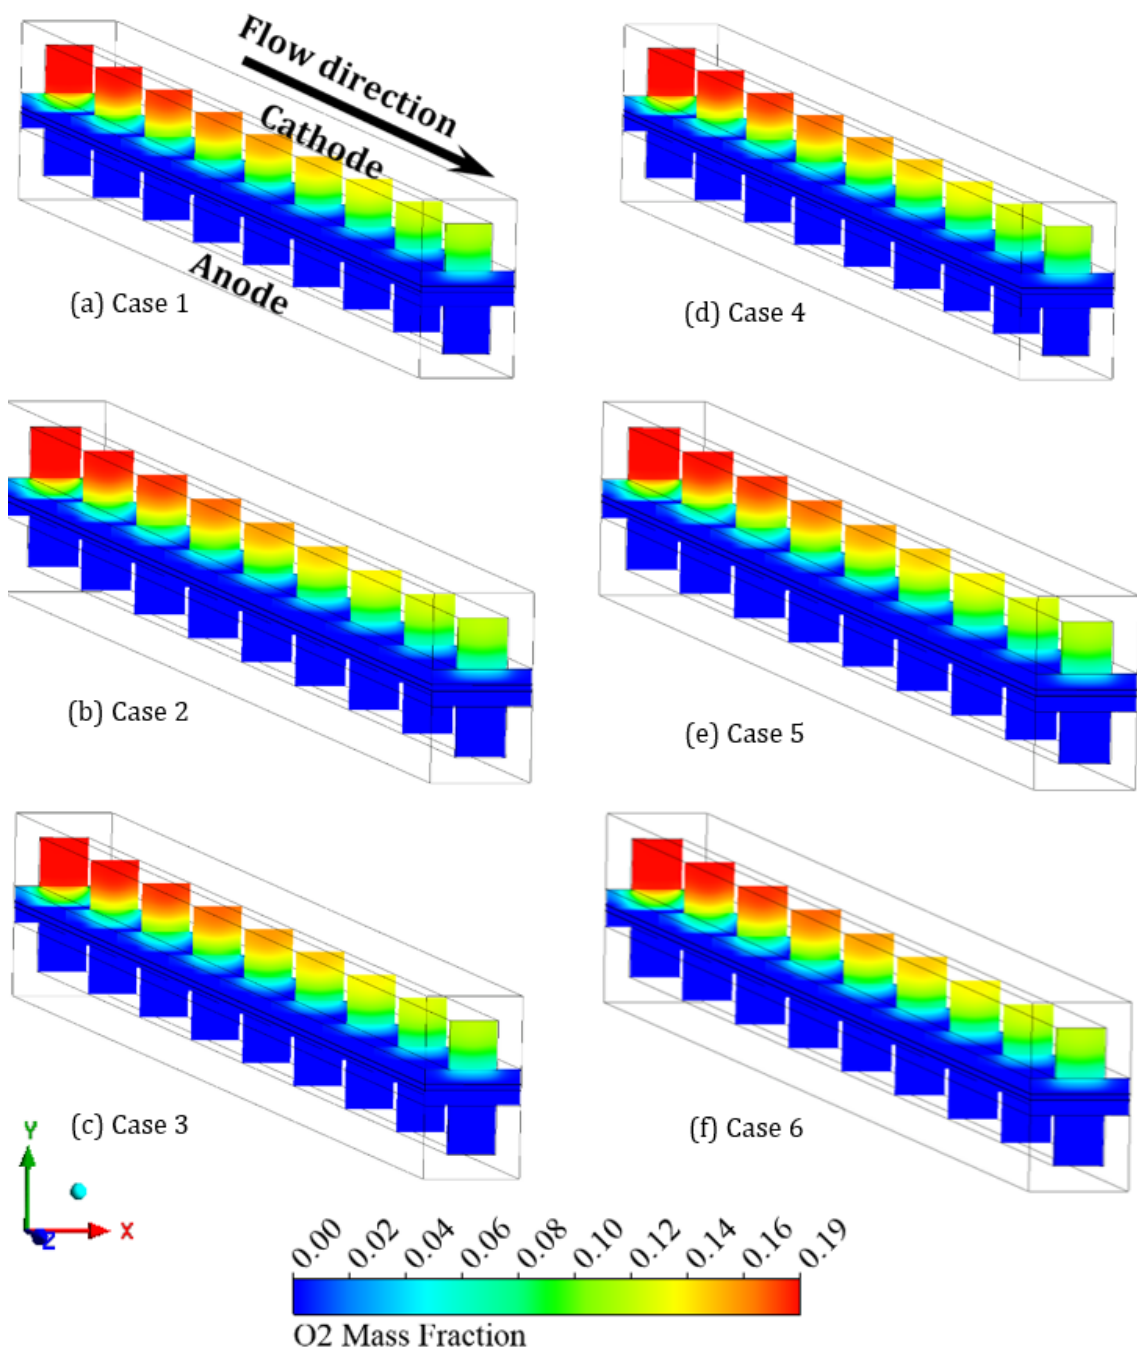 Flow direction
Cathode
Anode
(a) Case 1
(d) Case 4
(b) Case 2
(e) Case 5
(c) Case 3
(f) Case 6
Y
X
Z
0.00 0.02 0.04 0.06 0.08 0.10 0.12 0.14 0.16 0.19
O2 Mass Fraction